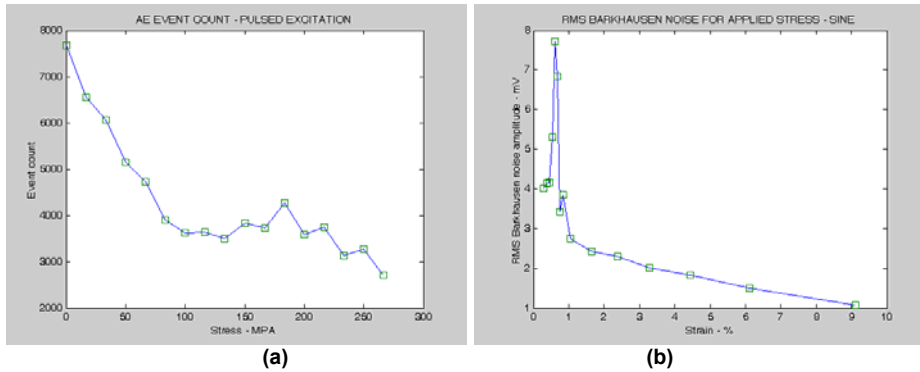 AE EVENT COUNT - PULSED EXCITATION
8000
7000
6000
5000
4000
3000
2000
Event count
0 50 100 150 200 250 300
Stress - MPA
(a)
RMS BARKHAUSEN NOISE FOR APPLIED STRESS - SINE
8
7
6
5
4
3
2
1
RMS Barkhausen noise amplitude - mV
0 1 2 3 4 5 6 7 8 9 10
Strain - %
(b)